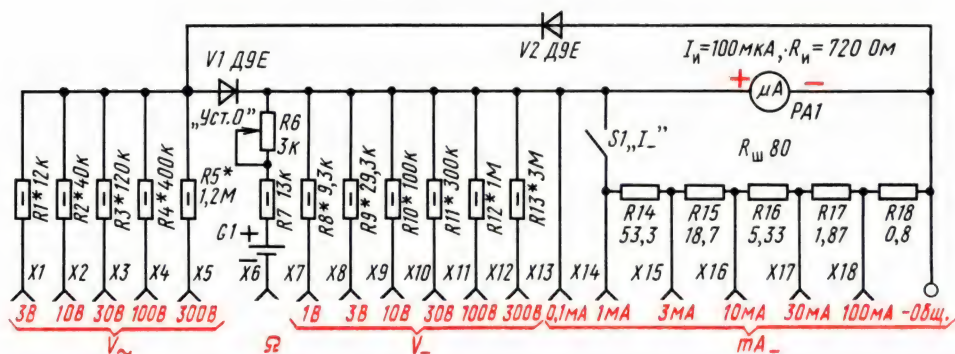 V2 Д9Е
Iи=100мкА, Rи=720 Ом
V1 Д9Е
+
μA
−
PA1
„Уст.0"
R6
3к
S1„I_"
Rш 80
R1* 12к
R2* 40к
R3* 120к
R4* 400к
R5*
1,2М
R7 13к
R8* 9,3к
R9* 29,3к
R10* 100к
R11* 300к
R12* 1М
R13* 3М
R14
53,3
R15
18,7
R16
5,33
R17
1,87
R18
0,8
G1 +
−
X1 X2 X3 X4 X5 X6 X7 X8 X9 X10 X11 X12 X13 X14 X15 X16 X17 X18
3В 10В 30В 100В 300В 1В 3В 10В 30В 100В 300В 0,1мА 1мА 3мА 10мА 30мА 100мА -Общ.
V~ Ω V_ mA_